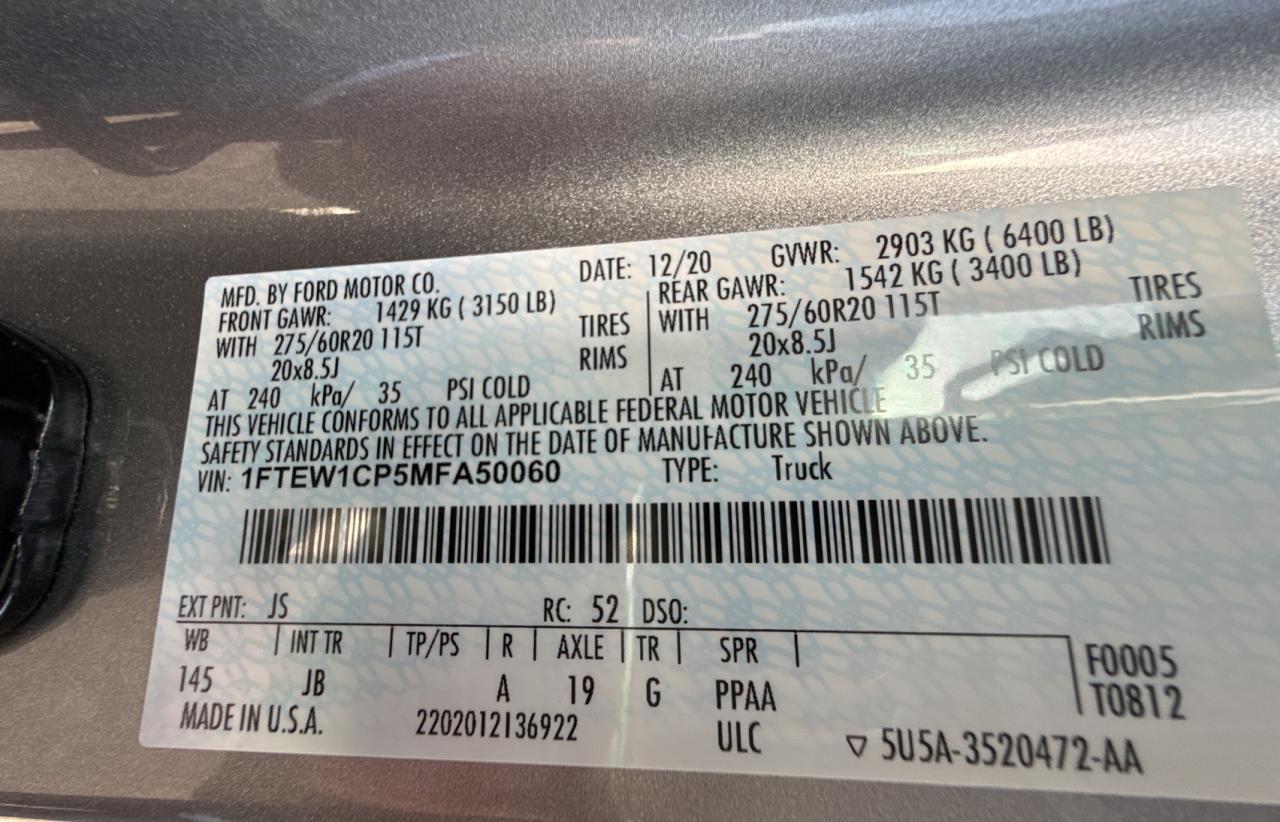 MFD. BY FORD MOTOR CO. DATE: 12/20 GVWR: 2903 KG ( 6400 LB)
FRONT GAWR: 1429 KG ( 3150 LB) REAR GAWR: 1542 KG ( 3400 LB)
WITH 275/60R20 115T TIRES WITH 275/60R20 115T TIRES
20x8.5J RIMS 20x8.5J RIMS
AT 240 kPa/ 35 PSI COLD AT 240 kPa/ 35 PSI COLD
THIS VEHICLE CONFORMS TO ALL APPLICABLE FEDERAL MOTOR VEHICLE
SAFETY STANDARDS IN EFFECT ON THE DATE OF MANUFACTURE SHOWN ABOVE.
VIN: 1FTEW1CP5MFA50060 TYPE: Truck
EXT PNT: JS RC: 52 DSO:
WB INT TR TP/PS R AXLE TR SPR F0005
145 JB A 19 G PPAA T0812
MADE IN U.S.A. 2202012136922 ULC ▽ 5U5A-3520472-AA